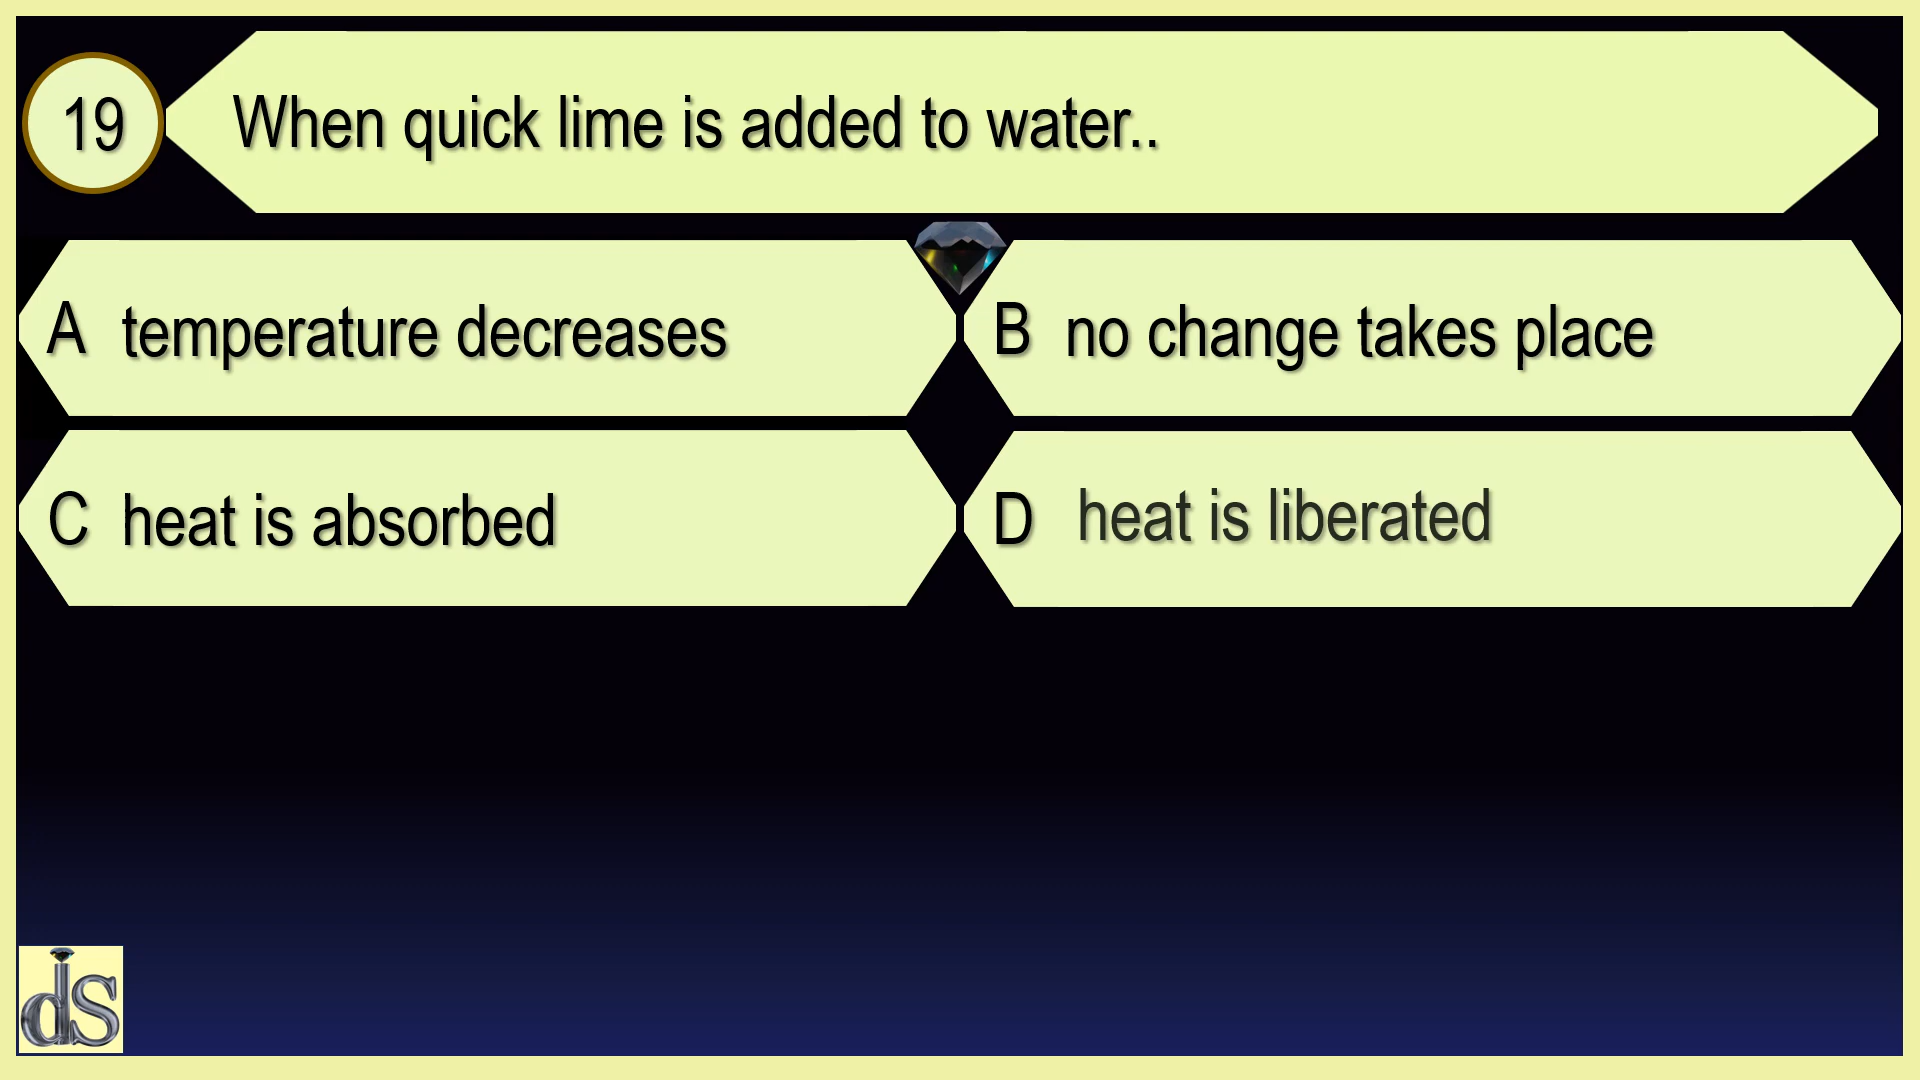 19
When quick lime is added to water..
A temperature decreases
B no change takes place
C heat is absorbed
D heat is liberated
ds